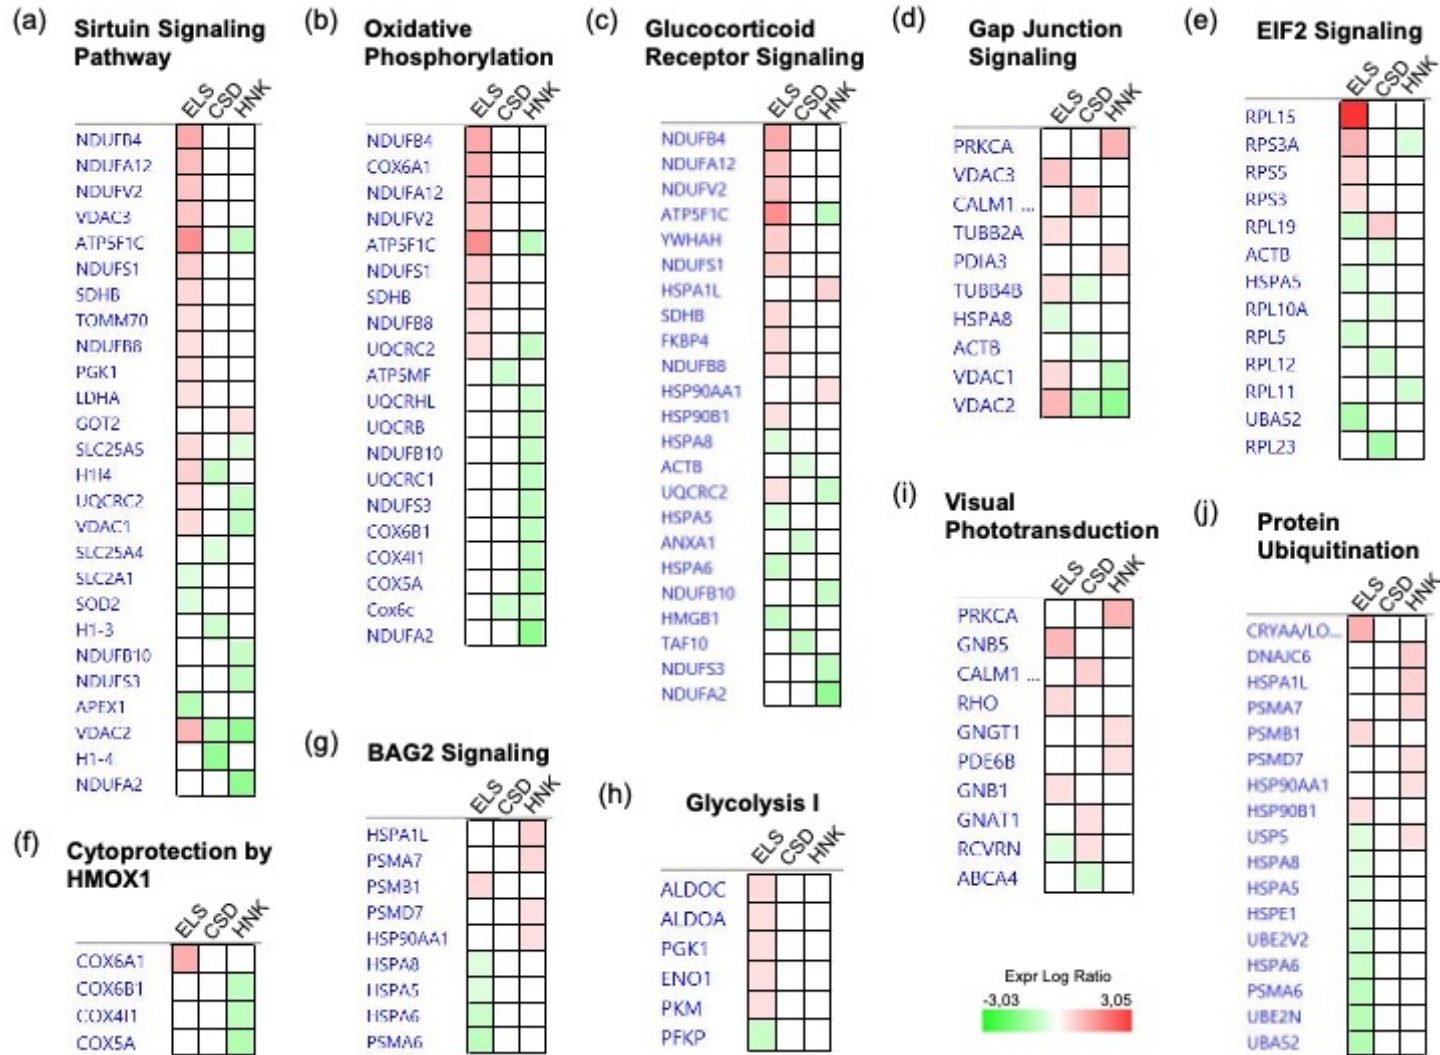 (a) Sirtuin Signaling
Pathway
ELS CSD HNK
NDUFB4
NDUFA12
NDUFV2
VDAC3
ATP5F1C
NDUFS1
SDHB
TOMM70
NDUFB8
PGK1
LDHA
GOT2
SLC25A5
H1I4
UQCRC2
VDAC1
SLC25A4
SLC2A1
SOD2
H1-3
NDUFB10
NDUFS3
APEX1
VDAC2
H1-4
NDUFA2
(b) Oxidative
Phosphorylation
ELS CSD HNK
NDUFB4
COX6A1
NDUFA12
NDUFV2
ATP5F1C
NDUFS1
SDHB
NDUFB8
UQCRC2
ATP5MF
UQCRHL
UQCRB
NDUFB10
UQCRC1
NDUFS3
COX6B1
COX4I1
COX5A
Cox6c
NDUFA2
(c) Glucocorticoid
Receptor Signaling
ELS CSD HNK
NDUFB4
NDUFA12
NDUFV2
ATP5F1C
YWHAH
NDUFS1
HSPA1L
SDHB
FKBP4
NDUFB8
HSP90AA1
HSP90B1
HSPA8
ACTB
UQCRC2
HSPA5
ANXA1
HSPA6
NDUFB10
HMGB1
TAF10
NDUFS3
NDUFA2
(d) Gap Junction
Signaling
ELS CSD HNK
PRKCA
VDAC3
CALM1 ...
TUBB2A
PDIA3
TUBB4B
HSPA8
ACTB
VDAC1
VDAC2
(e) EIF2 Signaling
ELS CSD HNK
RPL15
RPS3A
RPS5
RPS3
RPL19
ACTB
HSPA5
RPL10A
RPL5
RPL12
RPL11
UBA52
RPL23
(f) Cytoprotection by
HMOX1
ELS CSD HNK
COX6A1
COX6B1
COX4I1
COX5A
(g) BAG2 Signaling
ELS CSD HNK
HSPA1L
PSMA7
PSMB1
PSMD7
HSP90AA1
HSPA8
HSPA5
HSPA6
PSMA6
(h) Glycolysis I
ELS CSD HNK
ALDOC
ALDOA
PGK1
ENO1
PKM
PFKP
(i) Visual
Phototransduction
ELS CSD HNK
PRKCA
GNB5
CALM1 ...
RHO
GNGT1
PDE6B
GNB1
GNAT1
RCVRN
ABCA4
Expr Log Ratio
-3,03 3,05
(j) Protein
Ubiquitination
ELS CSD HNK
CRYAA/LO...
DNAJC6
HSPA1L
PSMA7
PSMB1
PSMD7
HSP90AA1
HSP90B1
USP5
HSPA8
HSPA5
HSPE1
UBE2V2
HSPA6
PSMA6
UBE2N
UBA52